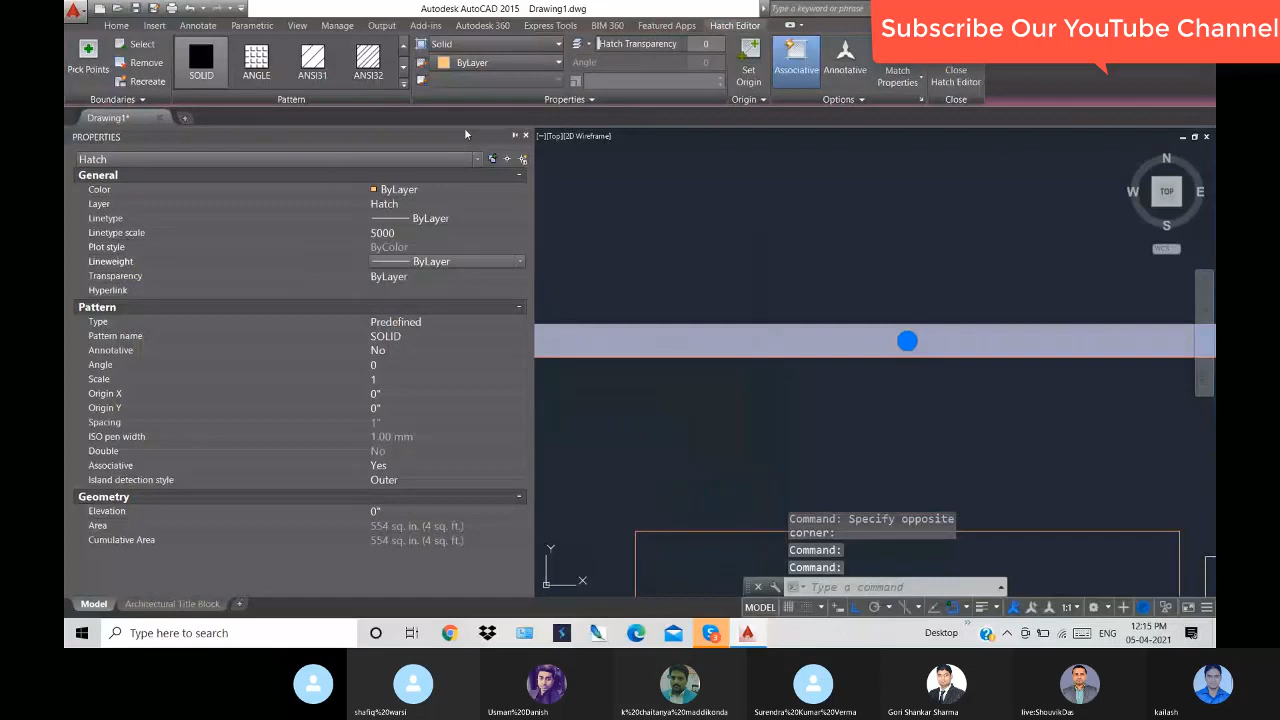 Autodesk AutoCAD 2015 Drawing1.dwg
Type a keyword or phrase
Subscribe Our YouTube Channel
Home Insert Annotate Parametric View Manage Output Add-ins Autodesk 360 Express Tools BIM 360 Featured Apps Hatch Editor
Pick Points
Select
Remove
Recreate
SOLID
ANGLE
ANSI31
ANSI32
Solid
ByLayer
Hatch Transparency 0
Angle 0
Set Origin
Associative
Annotative
Match Properties
Close Hatch Editor
Boundaries Pattern Properties Origin Options Close
Drawing1*
PROPERTIES
[−][Top][2D Wireframe]
Hatch
General
Color ByLayer
Layer Hatch
Linetype ByLayer
Linetype scale 5000
Plot style ByColor
Lineweight ByLayer
Transparency ByLayer
Hyperlink
Pattern
Type Predefined
Pattern name SOLID
Annotative No
Angle 0
Scale 1
Origin X 0"
Origin Y 0"
Spacing 1"
ISO pen width 1.00 mm
Double No
Associative Yes
Island detection style Outer
Geometry
Elevation 0"
Area 554 sq. in. (4 sq. ft.)
Cumulative Area 554 sq. in. (4 sq. ft.)
N
W TOP E
S
WCS
Command: Specify opposite
corner:
Command:
Command:
Y
X
Type a command
Model Architectural Title Block
MODEL 1:1
Type here to search
Desktop
ENG
12:15 PM
05-04-2021
shafiq%20warsi
Usman%20Danish
k%20chaitanya%20maddikonda
Surendra%20Kumar%20Verma
Gori Shankar Sharma
live:ShouvikDas
kailash